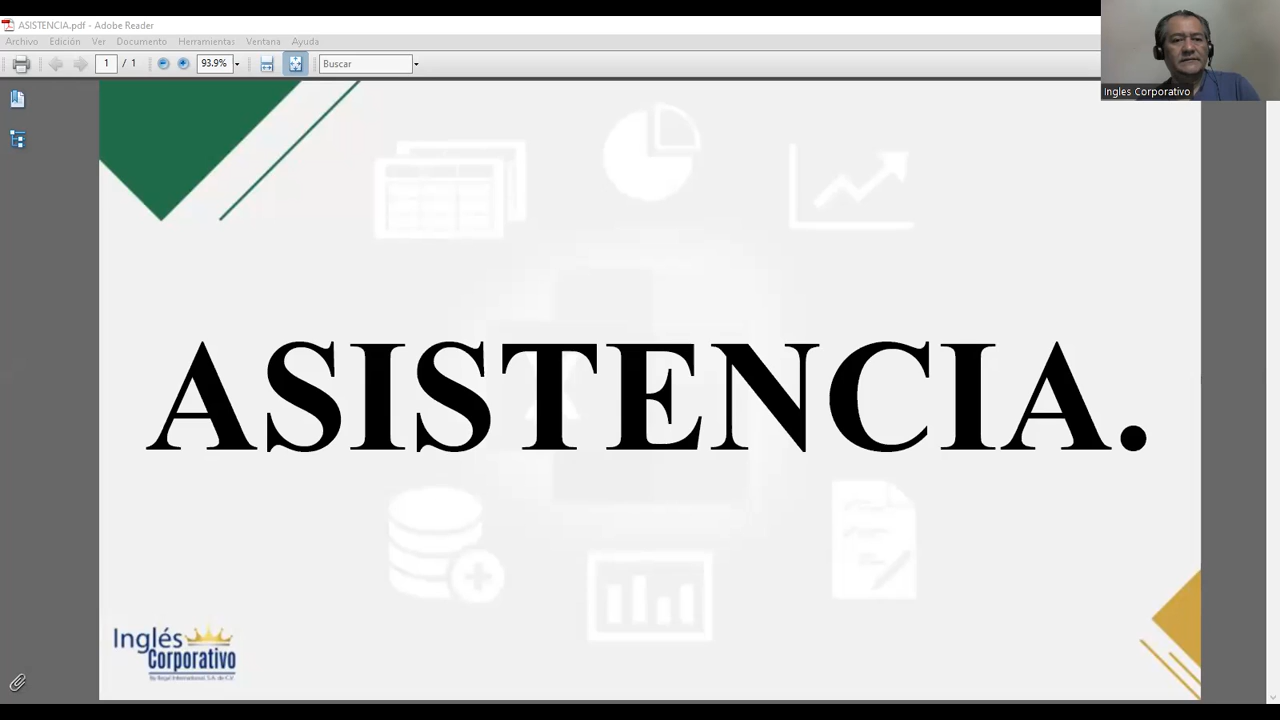 ASISTENCIA.pdf - Adobe Reader
Archivo Edición Ver Documento Herramientas Ventana Ayuda
1 / 1 93.9% Buscar
Ingles Corporativo
ASISTENCIA.
Inglés
Corporativo